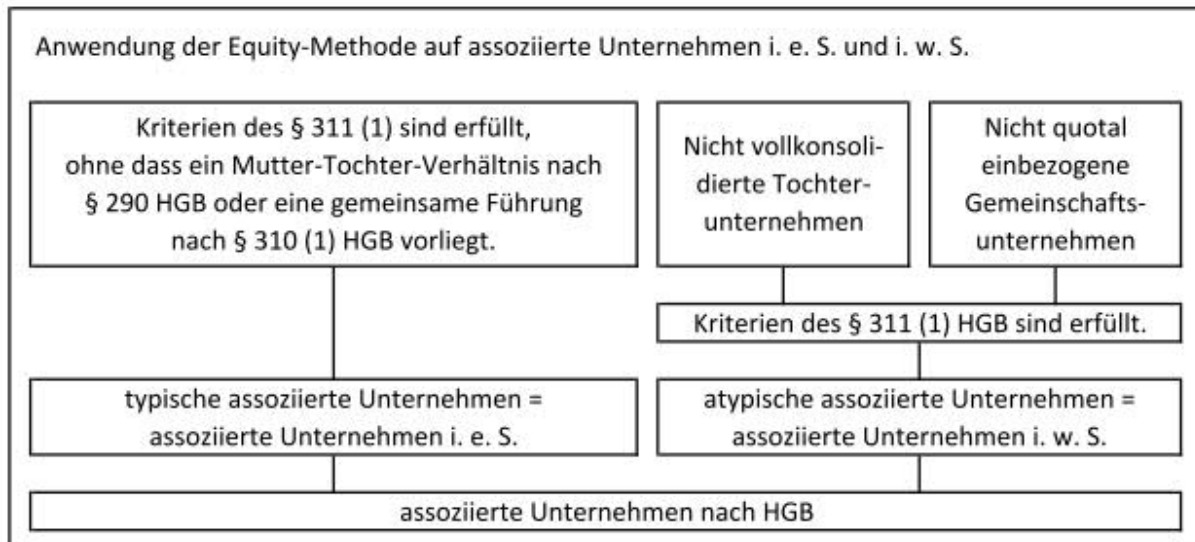 Anwendung der Equity-Methode auf assoziierte Unternehmen i. e. S. und i. w. S.
Kriterien des § 311 (1) sind erfüllt,
ohne dass ein Mutter-Tochter-Verhältnis nach
§ 290 HGB oder eine gemeinsame Führung
nach § 310 (1) HGB vorliegt.
Nicht vollkonsoli-
dierte Tochter-
unternehmen
Nicht quotal
einbezogene
Gemeinschafts-
unternehmen
Kriterien des § 311 (1) HGB sind erfüllt.
typische assoziierte Unternehmen =
assoziierte Unternehmen i. e. S.
atypische assoziierte Unternehmen =
assoziierte Unternehmen i. w. S.
assoziierte Unternehmen nach HGB